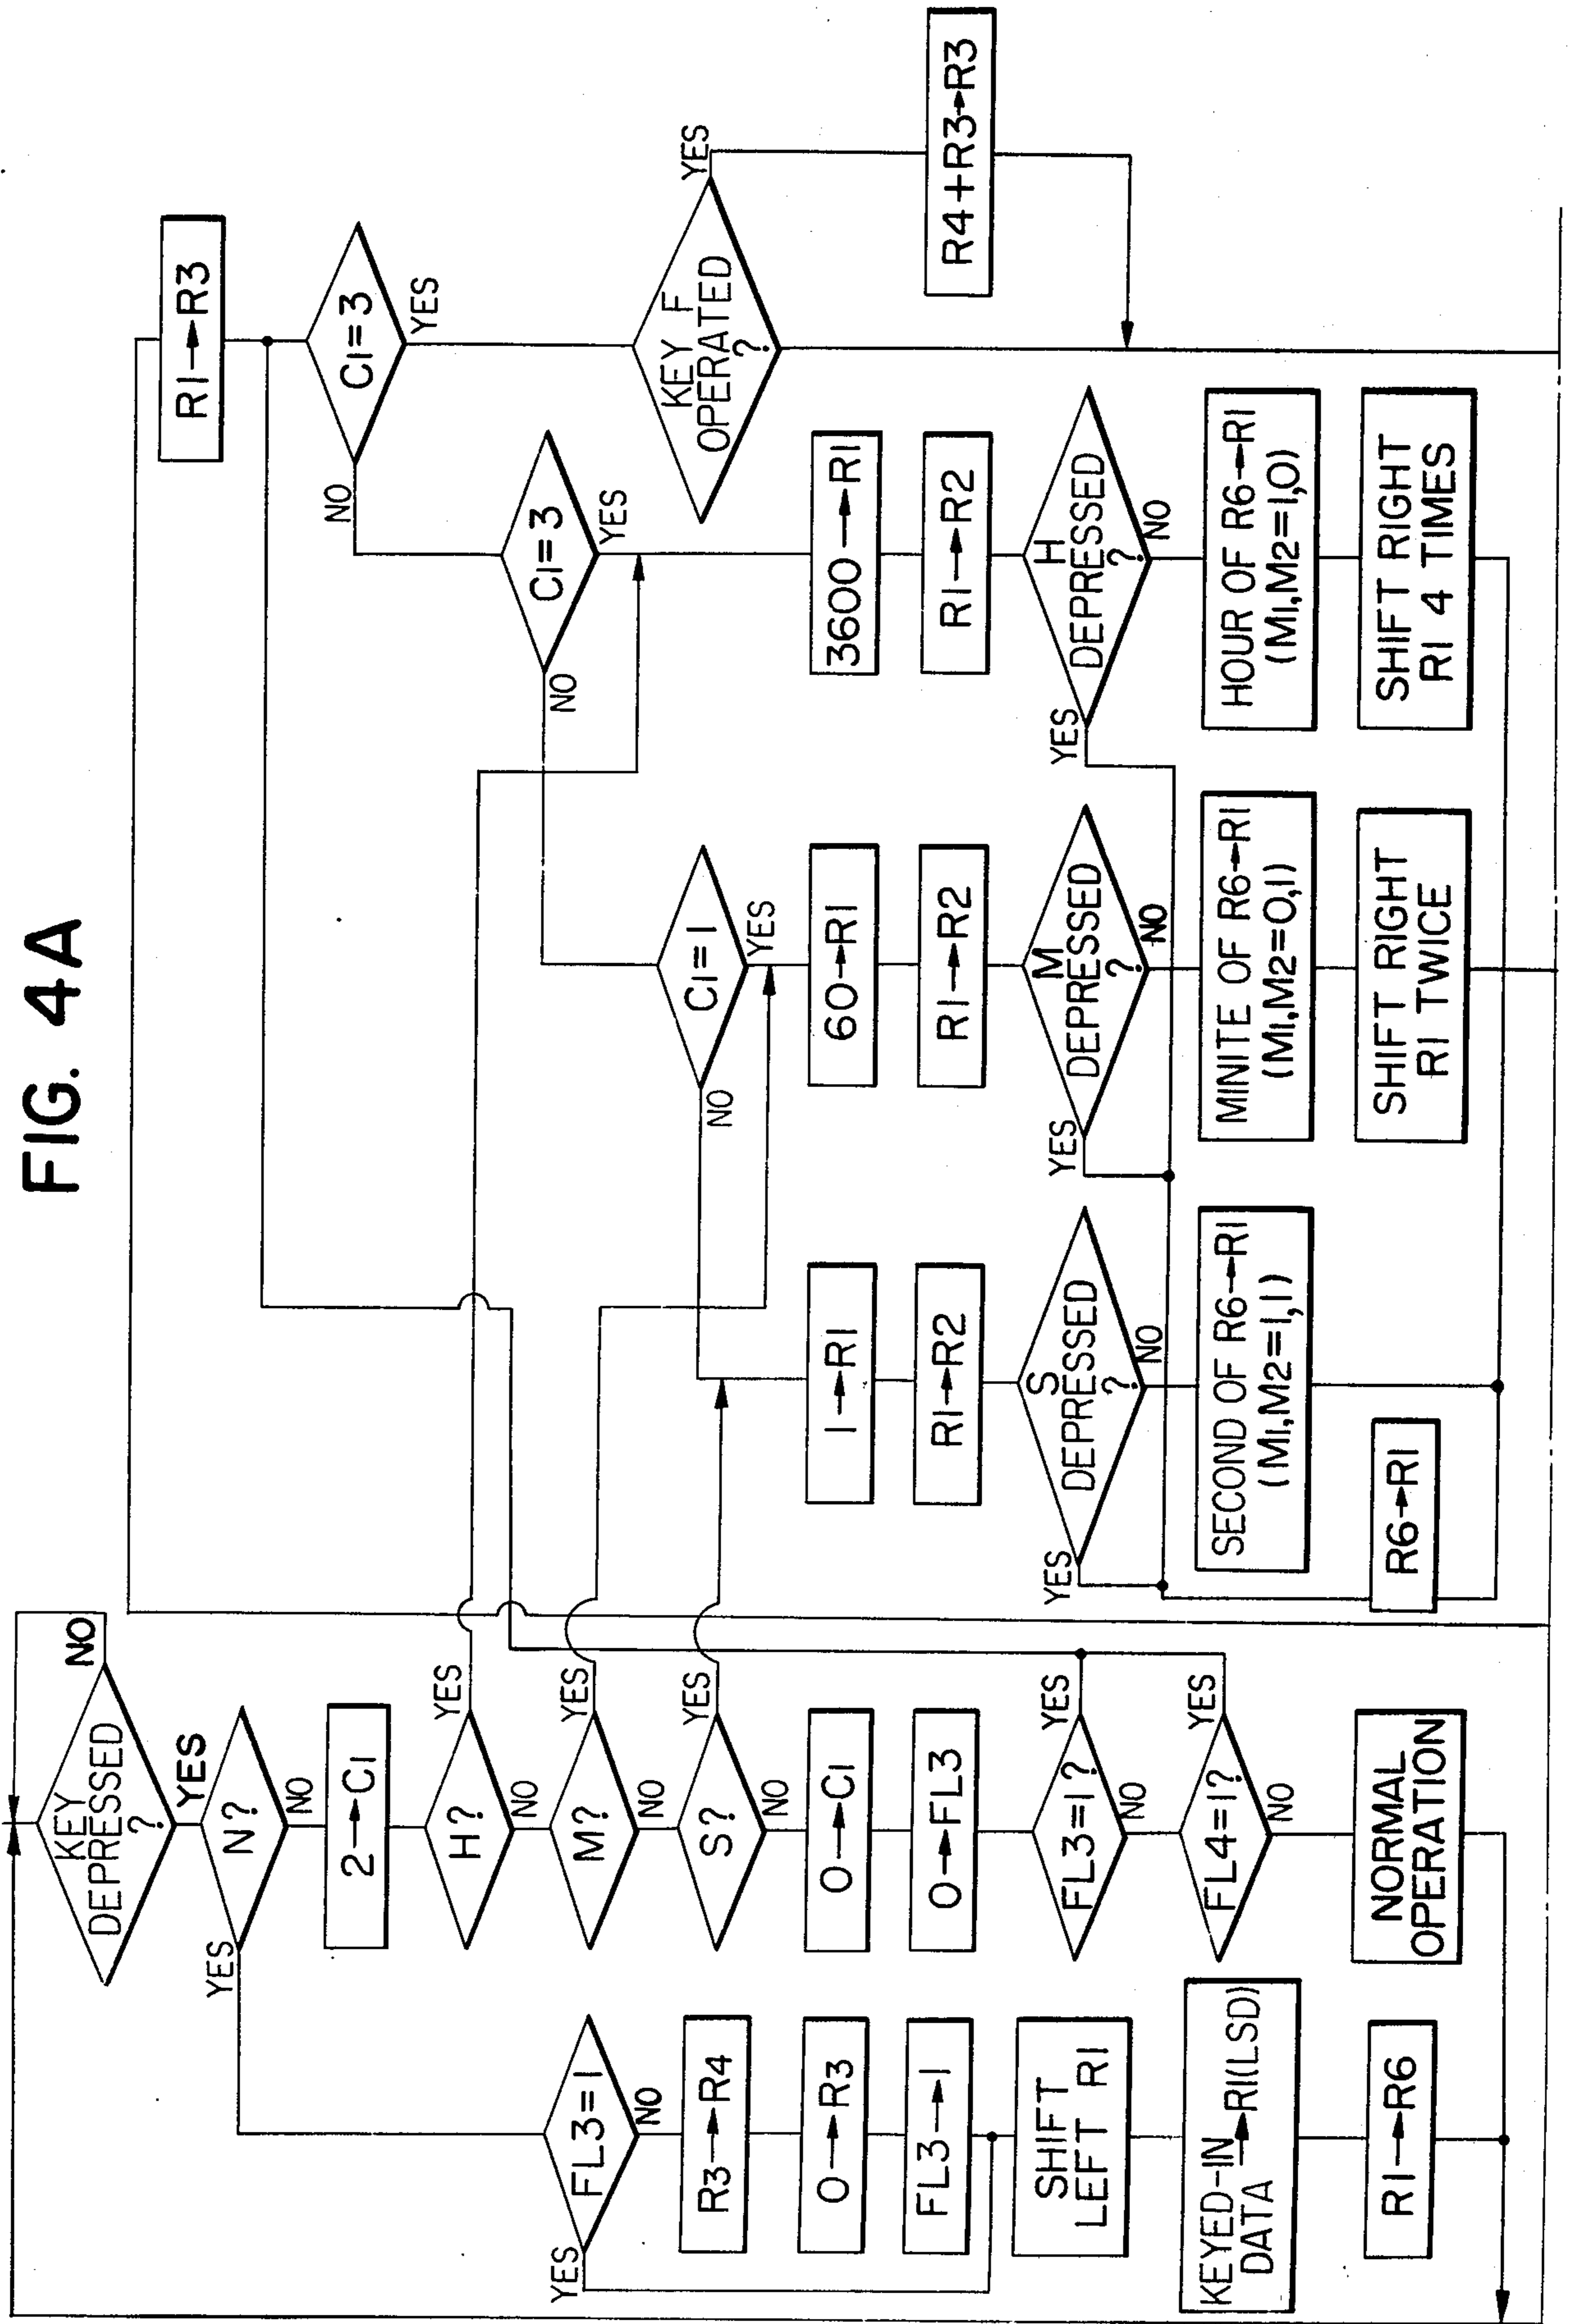 FIG. 4A
KEY
DEPRESSED
?
NO
YES
N?
YES
NO
2→C1
H?
YES
NO
M?
YES
NO
S?
YES
NO
0→C1
0→FL3
FL3=1?
YES
NO
FL4=1?
YES
NO
NORMAL
OPERATION
FL3=1
YES
NO
R3→R4
0→R3
FL3→1
SHIFT
LEFT R1
KEYED-IN
DATA→R1(LSD)
R1→R6
R1→R3
C1=3
NO
YES
KEY F
OPERATED
?
YES
R4+R3→R3
C1=3
NO
YES
3600→R1
R1→R2
H
DEPRESSED
?
YES
NO
HOUR OF R6→R1
(M1,M2=1,0)
SHIFT RIGHT
R1 4 TIMES
C1=1
NO
YES
60→R1
R1→R2
M
DEPRESSED
?
YES
NO
MINITE OF R6→R1
(M1,M2=0,1)
SHIFT RIGHT
R1 TWICE
1→R1
R1→R2
S
DEPRESSED
?
YES
NO
SECOND OF R6→R1
(M1,M2=1,1)
R6→R1